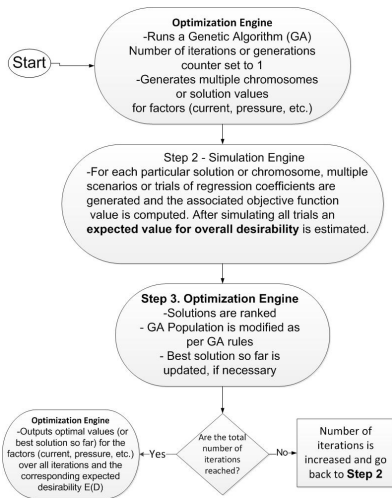 Start
Optimization Engine
-Runs a Genetic Algorithm (GA)
Number of iterations or generations
counter set to 1
-Generates multiple chromosomes
or solution values
for factors (current, pressure, etc.)
Step 2 - Simulation Engine
-For each particular solution or chromosome, multiple
scenarios or trials of regression coefficients are
generated and the associated objective function
value is computed. After simulating all trials an
expected value for overall desirability is estimated.
Step 3. Optimization Engine
-Solutions are ranked
- GA Population is modified as
per GA rules
- Best solution so far is
updated, if necessary
Are the total
number of
iterations
reached?
Yes
Optimization Engine
-Outputs optimal values (or
best solution so far) for the
factors (current, pressure, etc.)
over all iterations and the
corresponding expected
desirability E(D)
No
Number of
iterations is
increased and go
back to Step 2